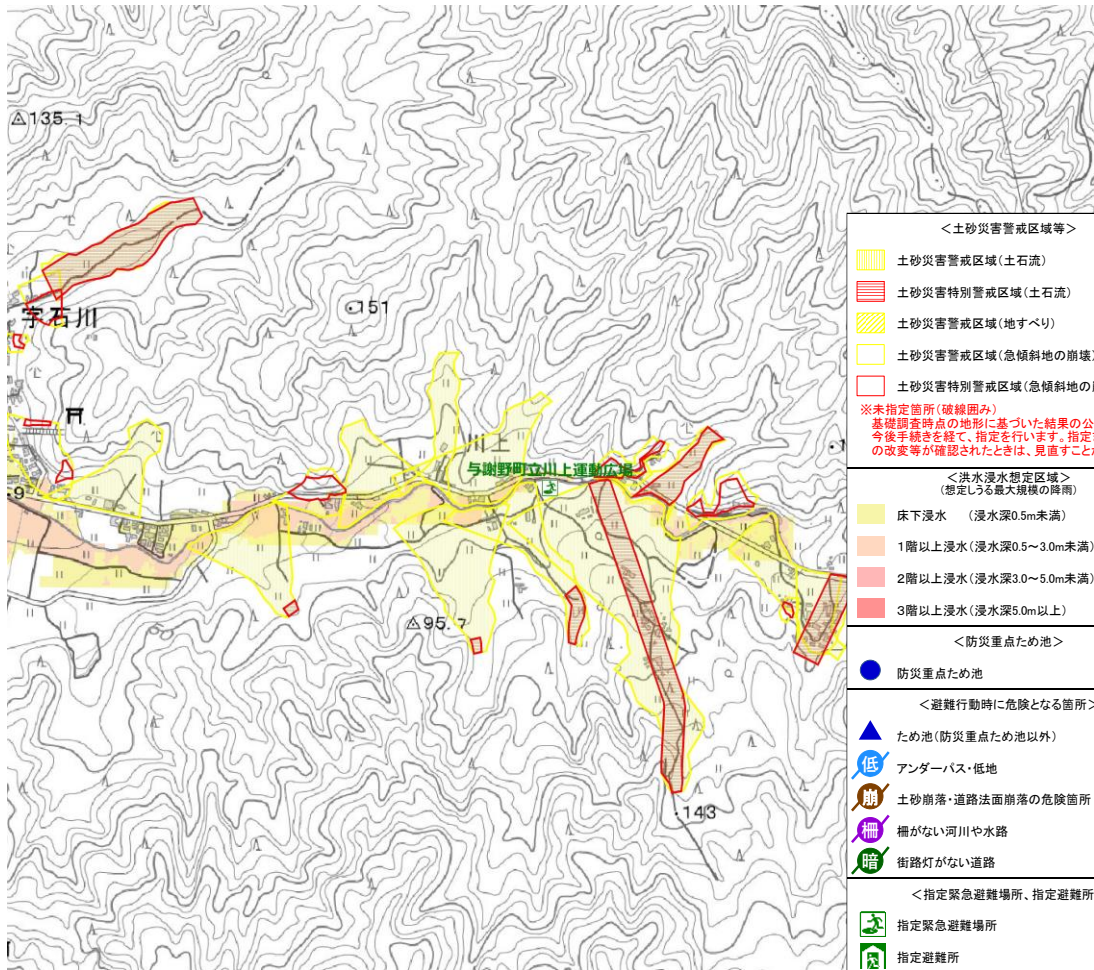 135.1
151
字石川
川上
与謝野町立川上運動広場
95.7
143
＜土砂災害警戒区域等＞
土砂災害警戒区域(土石流)
土砂災害特別警戒区域(土石流)
土砂災害警戒区域(地すべり)
土砂災害警戒区域(急傾斜地の崩壊)
土砂災害特別警戒区域(急傾斜地の
※未指定箇所(破線囲み)
基礎調査時点の地形に基づいた結果の公
今後手続きを経て、指定を行います。指定
の改変等が確認されたときは、見直すこと
＜洪水浸水想定区域＞
(想定しうる最大規模の降雨)
床下浸水 (浸水深0.5m未満)
1階以上浸水(浸水深0.5～3.0m未満)
2階以上浸水(浸水深3.0～5.0m未満)
3階以上浸水(浸水深5.0m以上)
＜防災重点ため池＞
防災重点ため池
＜避難行動時に危険となる箇所＞
ため池(防災重点ため池以外)
低 アンダーパス・低地
崩 土砂崩落・道路法面崩落の危険箇所
柵 柵がない河川や水路
暗 街路灯がない道路
＜指定緊急避難場所、指定避難所
指定緊急避難場所
指定避難所